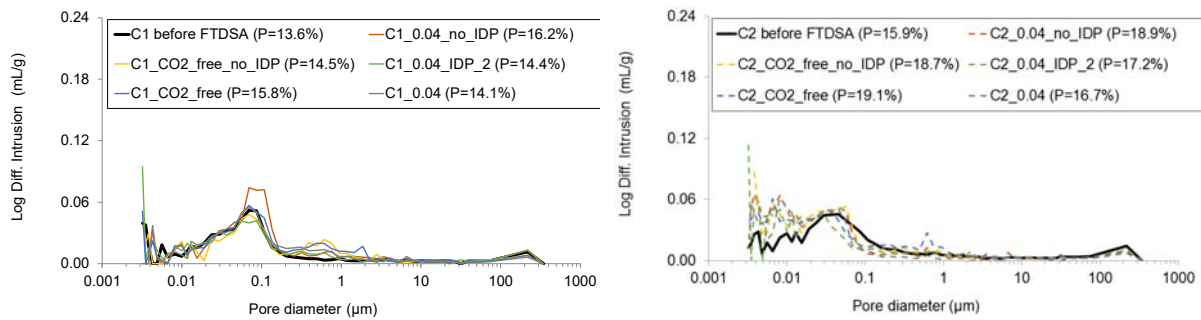 0.24
0.18
0.12
0.06
0.00
Log Diff. Intrusion (mL/g)
C1 before FTDSA (P=13.6%)
C1_0.04_no_IDP (P=16.2%)
C1_CO2_free_no_IDP (P=14.5%)
C1_0.04_IDP_2 (P=14.4%)
C1_CO2_free (P=15.8%)
C1_0.04 (P=14.1%)
0.001 0.01 0.1 1 10 100 1000
Pore diameter (µm)
0.24
0.18
0.12
0.06
0.00
Log Diff. Intrusion (mL/g)
C2 before FTDSA (P=15.9%)
C2_0.04_no_IDP (P=18.9%)
C2_CO2_free_no_IDP (P=18.7%)
C2_0.04_IDP_2 (P=17.2%)
C2_CO2_free (P=19.1%)
C2_0.04 (P=16.7%)
0.001 0.01 0.1 1 10 100 1000
Pore diameter (µm)